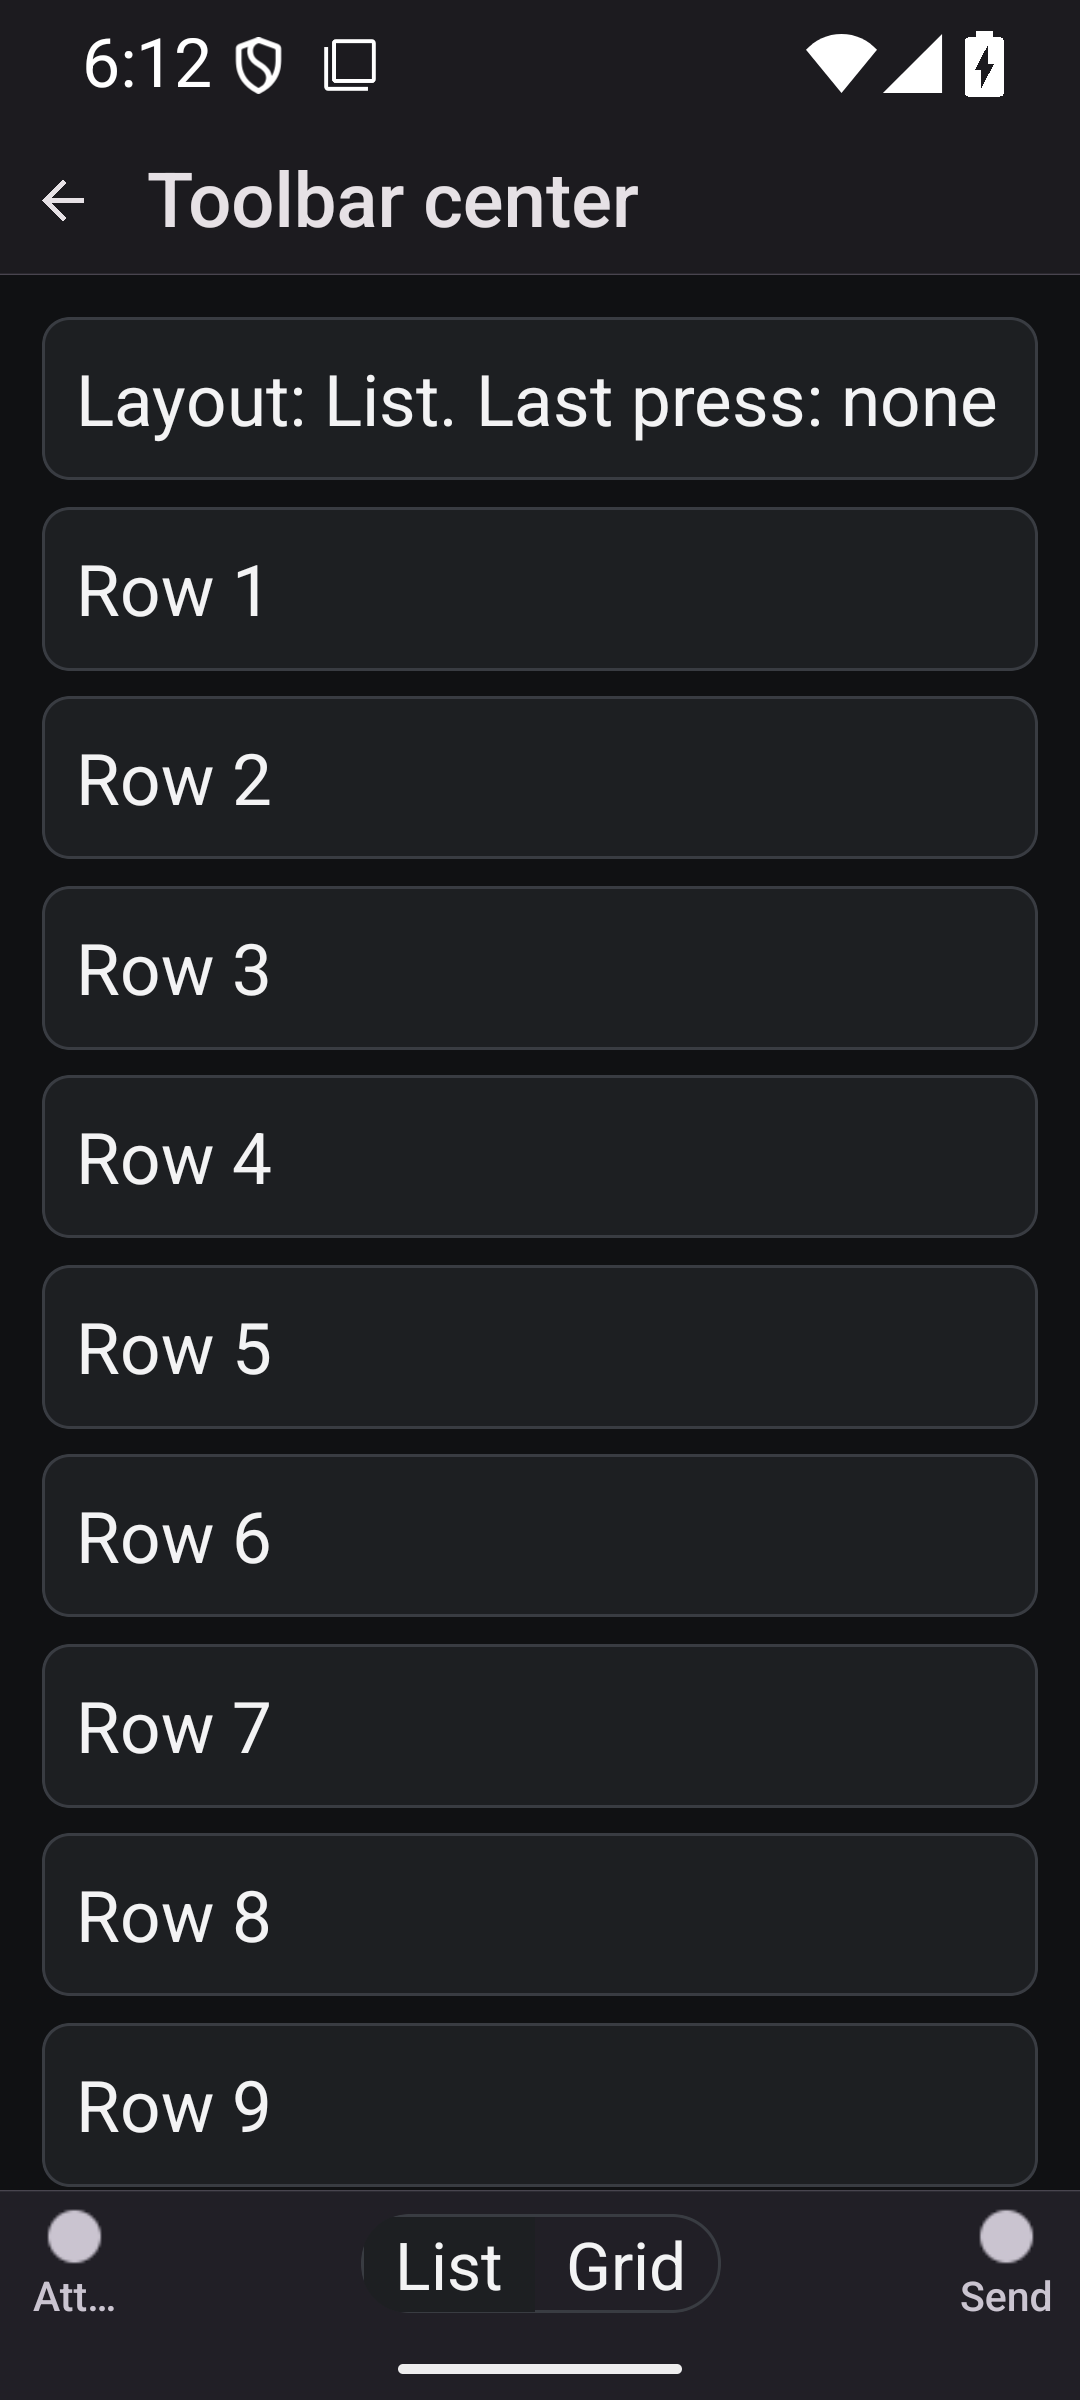 6:12
Toolbar center
Layout: List. Last press: none
Row 1
Row 2
Row 3
Row 4
Row 5
Row 6
Row 7
Row 8
Row 9
Att...
List
Grid
Send